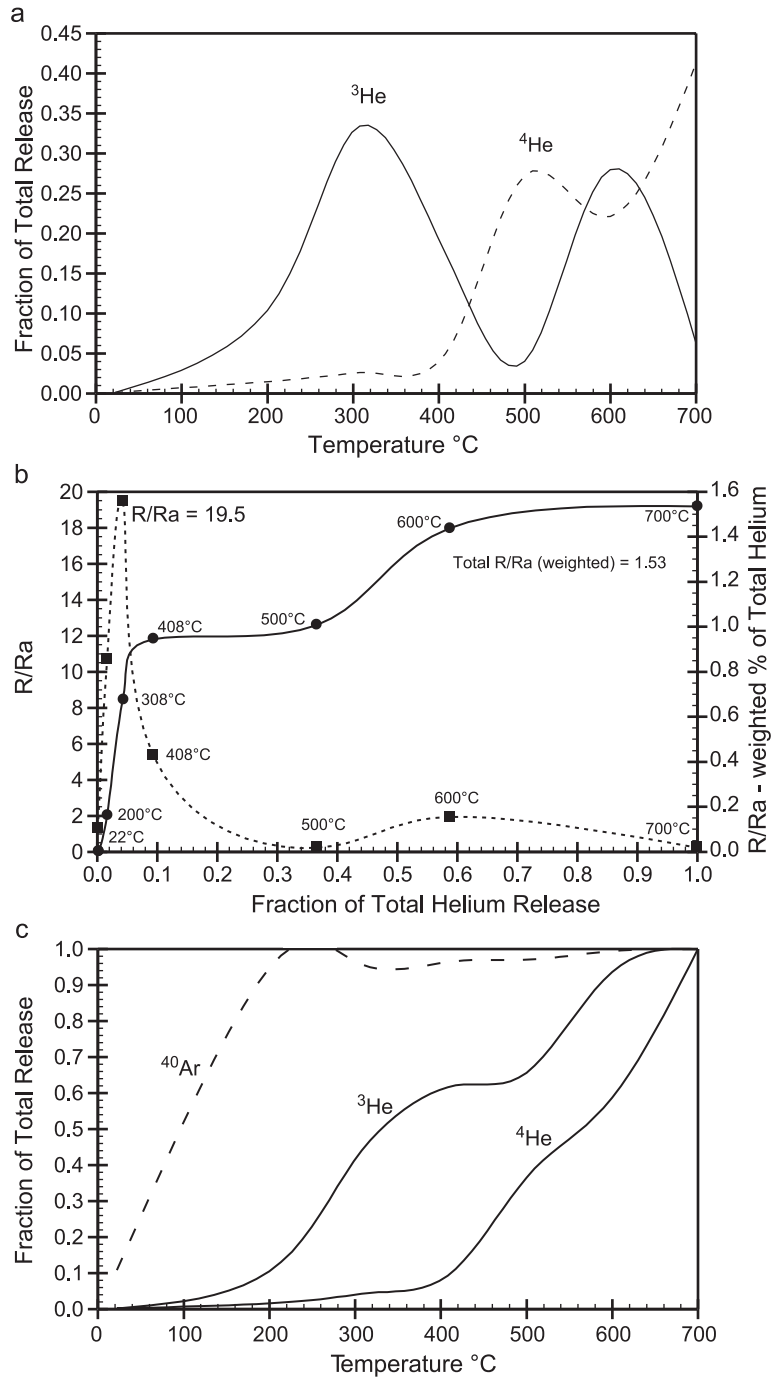 a
0.45
0.40
0.35
0.30
0.25
0.20
0.15
0.10
0.05
0.00
Fraction of Total Release
³He
⁴He
0 100 200 300 400 500 600 700
Temperature °C
b
20
18
16
14
12
10
8
6
4
2
0
R/Ra
1.6
1.4
1.2
1.0
0.8
0.6
0.4
0.2
0.0
R/Ra - weighted % of Total Helium
R/Ra = 19.5
600°C
700°C
Total R/Ra (weighted) = 1.53
408°C
500°C
308°C
408°C
200°C
22°C
500°C
600°C
700°C
0.0 0.1 0.2 0.3 0.4 0.5 0.6 0.7 0.8 0.9 1.0
Fraction of Total Helium Release
c
1.0
0.9
0.8
0.7
0.6
0.5
0.4
0.3
0.2
0.1
0.0
Fraction of Total Release
⁴⁰Ar
³He
⁴He
0 100 200 300 400 500 600 700
Temperature °C